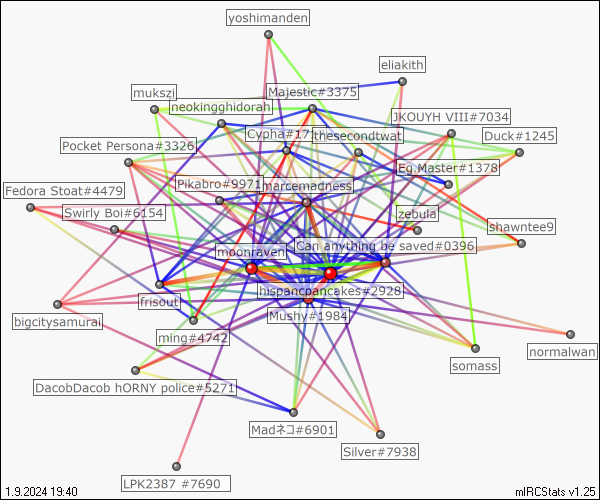 yoshimanden
eliakith
Majestic#3375
mukszi
neokingghidorah
JKOUYH VIII#7034
Cypha#17
thesecondtwat
Duck#1245
Pocket Persona#3326
Eg.Master#1378
Pikabro#9971
marcemadness
Fedora Stoat#4479
Swirly Boi#6154
zebula
shawntee9
moonraven
Can anything be saved#0396
hispancpancakes#2928
frisout
Mushy#1984
bigcitysamurai
ming#4742
normalwan
somass
DacobDacob hORNY police#5271
Madネコ#6901
Silver#7938
LPK2387 #7690
1.9.2024 19:40
mIRCStats v1.25